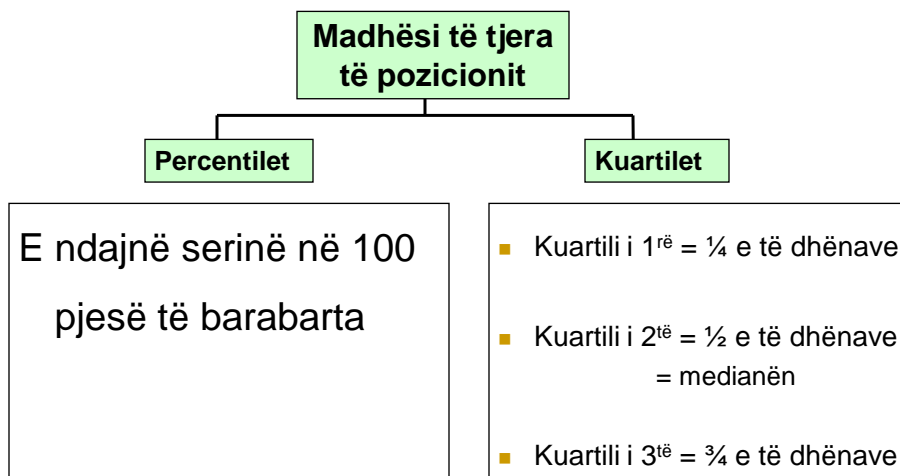 Madhësi të tjera
të pozicionit
Percentilet
Kuartilet
E ndajnë serinë në 100
pjesë të barabarta
Kuartili i 1rë = ¼ e të dhënave
Kuartili i 2të = ½ e të dhënave
= medianën
Kuartili i 3të = ¾ e të dhënave